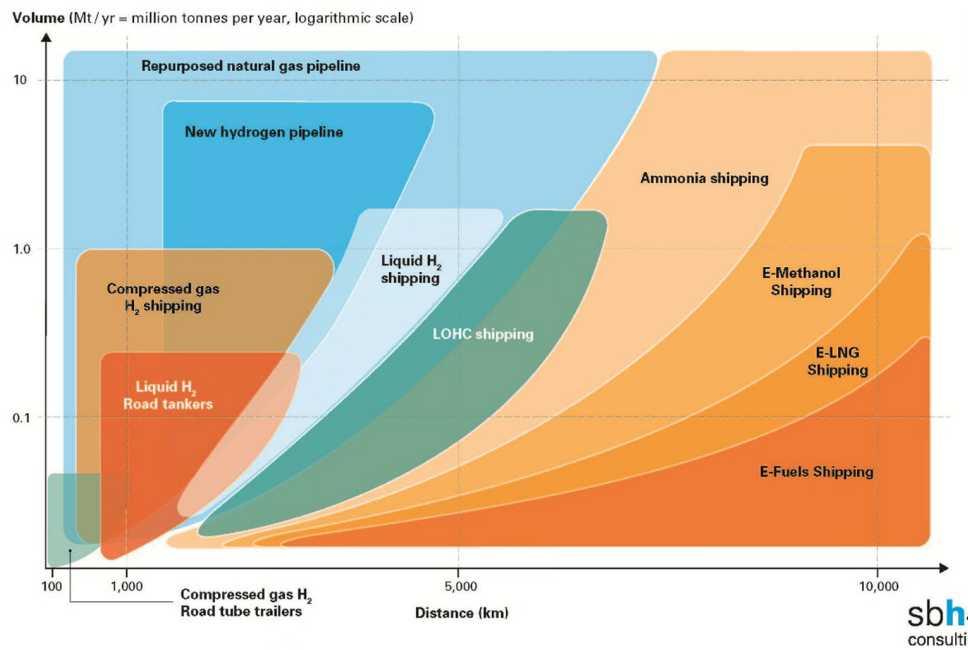 Volume (Mt/yr = million tonnes per year, logarithmic scale)
10
Repurposed natural gas pipeline
New hydrogen pipeline
Ammonia shipping
1.0
Compressed gas
H₂ shipping
Liquid H₂
shipping
E-Methanol
Shipping
LOHC shipping
E-LNG
Shipping
Liquid H₂
Road tankers
0.1
E-Fuels Shipping
100
1,000
5,000
10,000
Compressed gas H₂
Road tube trailers
Distance (km)
sbh
consulti